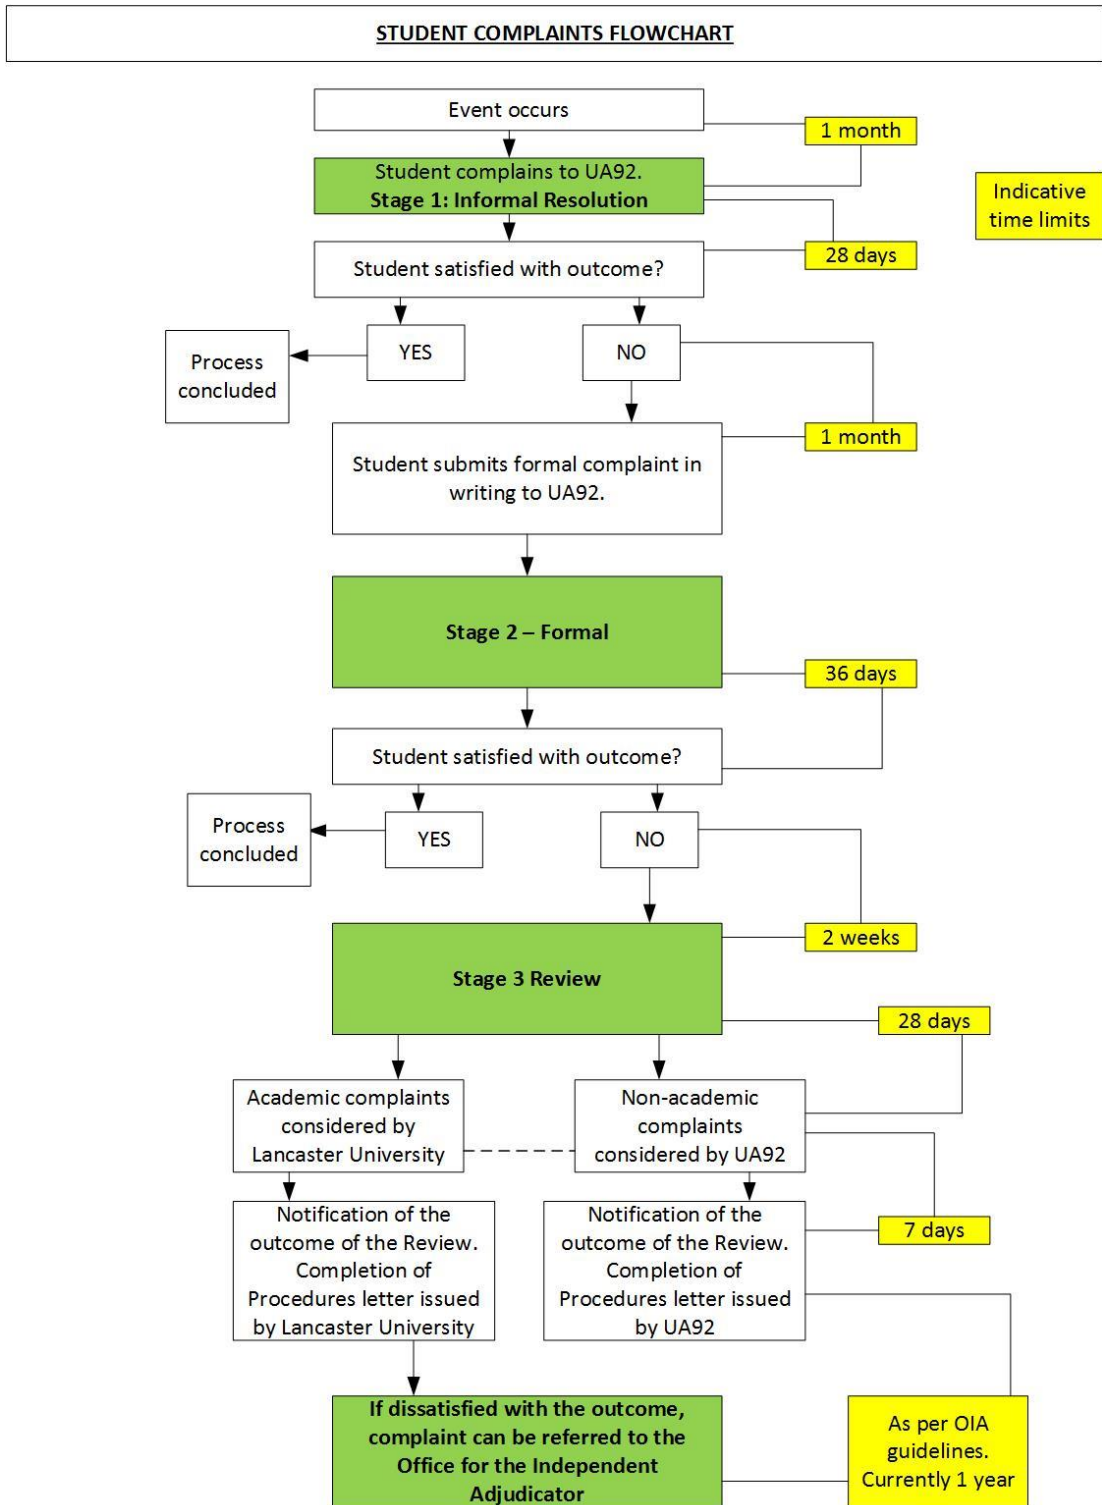 STUDENT COMPLAINTS FLOWCHART
Event occurs
1 month
Student complains to UA92.
Stage 1: Informal Resolution
Indicative
time limits
28 days
Student satisfied with outcome?
YES
NO
Process
concluded
1 month
Student submits formal complaint in
writing to UA92.
Stage 2 – Formal
36 days
Student satisfied with outcome?
Process
concluded
YES
NO
2 weeks
Stage 3 Review
28 days
Academic complaints
considered by
Lancaster University
Non-academic
complaints
considered by UA92
Notification of the
outcome of the Review.
Completion of
Procedures letter issued
by Lancaster University
Notification of the
outcome of the Review.
Completion of
Procedures letter issued
by UA92
7 days
If dissatisfied with the outcome,
complaint can be referred to the
Office for the Independent
Adjudicator
As per OIA
guidelines.
Currently 1 year